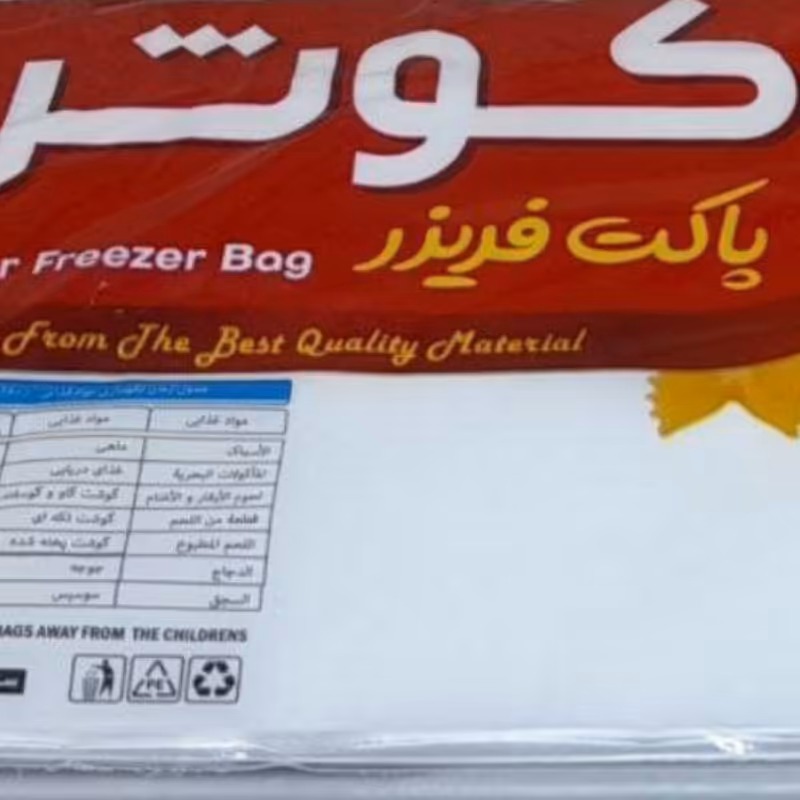 کوثر
پاکت فریزر
Freezer Bag
From The Best Quality Material
مواد غذایی مواد غذایی
الأسماك ماهی
المأکولات البحریة غذای دریایی
لحوم الأبقار و الأغنام گوشت گاو و گوسفند
قطعة من اللحم گوشت تکه ای
اللحم المطبوخ گوشت پخته شده
الدجاج جوجه
السجق سوسیس
BAGS AWAY FROM THE CHILDRENS
PE